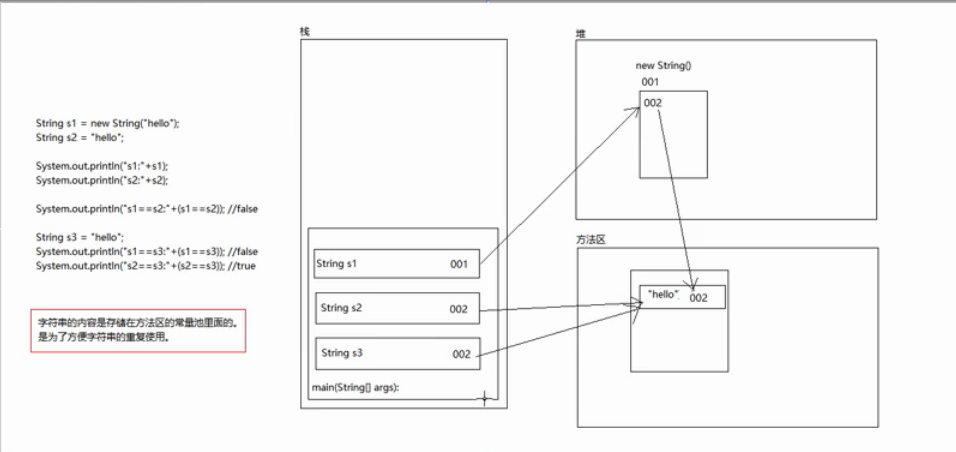 String s1 = new String("hello");
String s2 = "hello";
System.out.println("s1:"+s1);
System.out.println("s2:"+s2);
System.out.println("s1==s2:"+(s1==s2)); //false
String s3 = "hello";
System.out.println("s1==s3:"+(s1==s3)); //false
System.out.println("s2==s3:"+(s2==s3)); //true
字符串的内容是存储在方法区的常量池里面的。
是为了方便字符串的重复使用。
栈
String s1 001
String s2 002
String s3 002
main(String[] args):
堆
new String()
001
002
方法区
"hello" 002